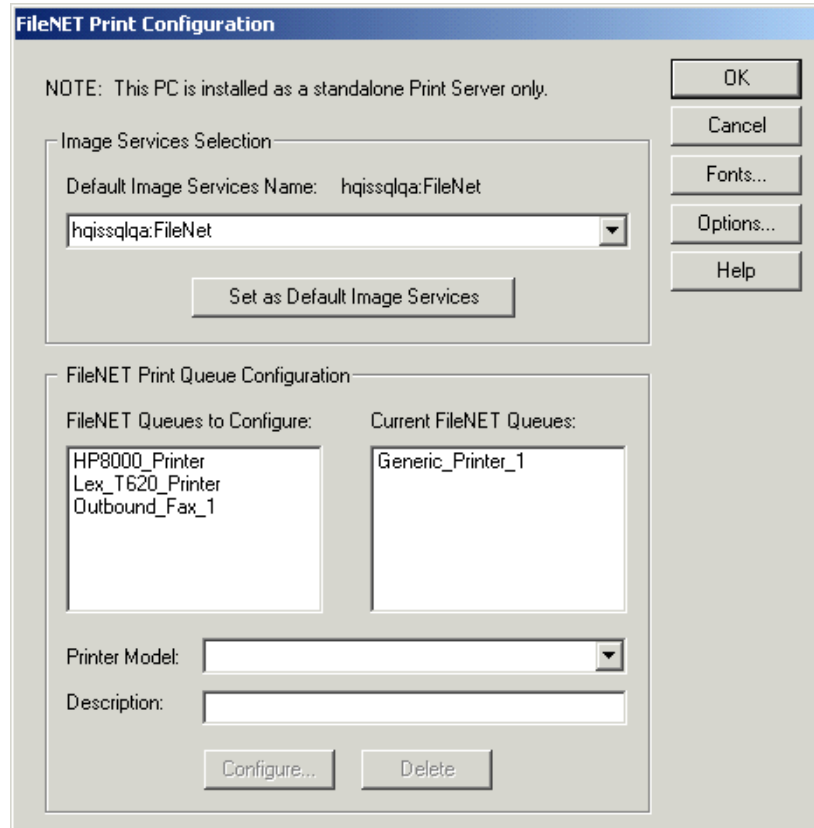 FileNET Print Configuration
NOTE: This PC is installed as a standalone Print Server only.
OK
Cancel
Fonts...
Options...
Help
Image Services Selection
Default Image Services Name: hqissqlqa:FileNet
hqissqlqa:FileNet
Set as Default Image Services
FileNET Print Queue Configuration
FileNET Queues to Configure:
HP8000_Printer
Lex_T620_Printer
Outbound_Fax_1
Current FileNET Queues:
Generic_Printer_1
Printer Model:
Description:
Configure...
Delete